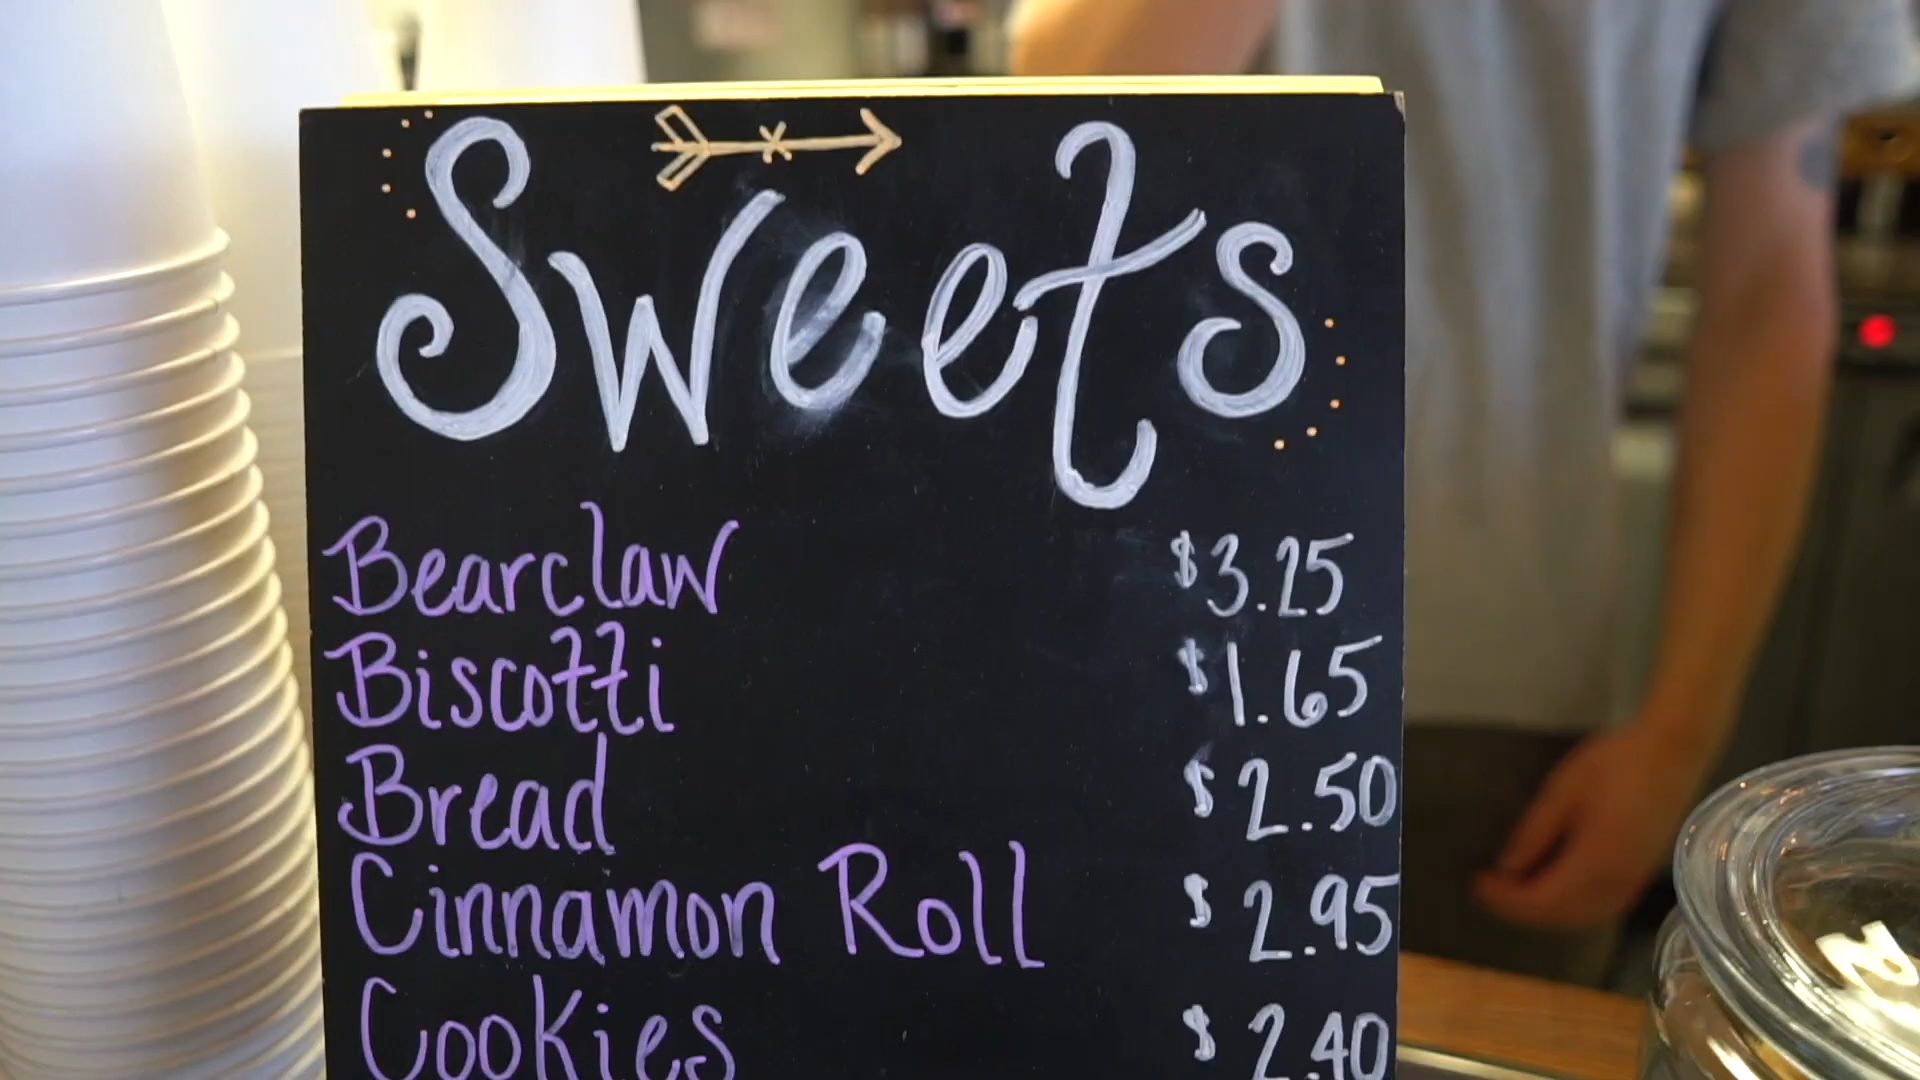 Sweets
Bearclaw $3.25
Biscotti $1.65
Bread $2.50
Cinnamon Roll $2.95
Cookies $2.40